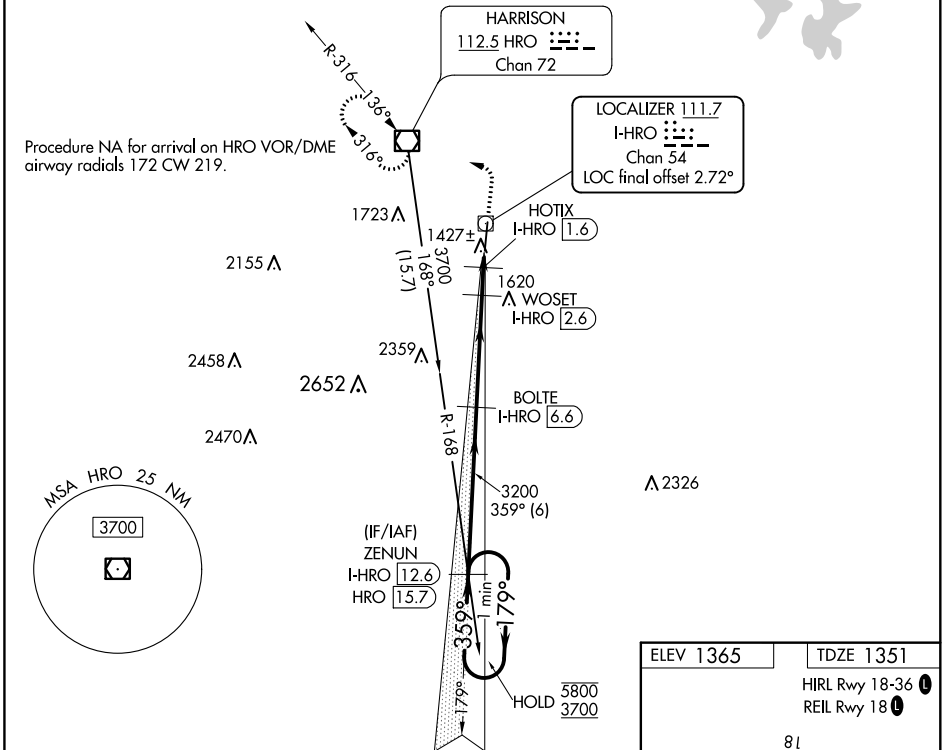 HARRISON
112.5 HRO
Chan 72
R-316
136°
316°
LOCALIZER 111.7
I-HRO
Chan 54
LOC final offset 2.72°
Procedure NA for arrival on HRO VOR/DME
airway radials 172 CW 219.
1723
HOTIX
I-HRO 1.6
1427±
3700
168°
(15.7)
2155
1620
WOSET
I-HRO 2.6
2359
2458
2652
BOLTE
I-HRO 6.6
R-168
2470
2326
3200
359° (6)
MSA HRO 25 NM
3700
(IF/IAF)
ZENUN
I-HRO 12.6
HRO 15.7
359°
1 min
179°
179°
HOLD 5800
3700
ELEV 1365
TDZE 1351
HIRL Rwy 18-36 L
REIL Rwy 18 L
18